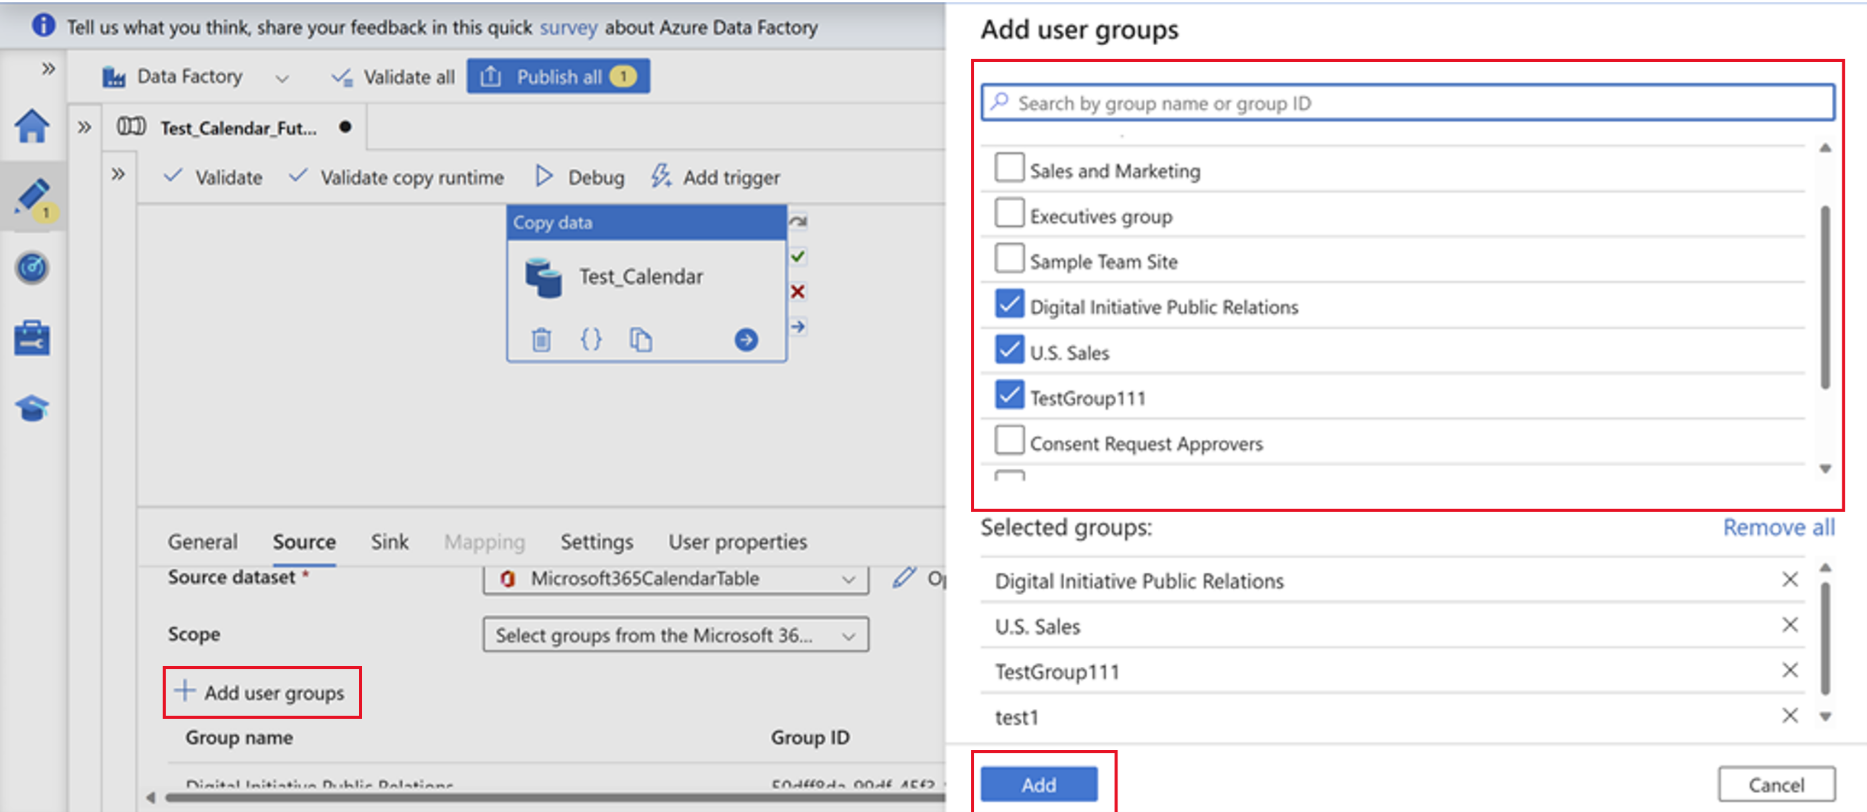 Tell us what you think, share your feedback in this quick survey about Azure Data Factory
Data Factory
Validate all
Publish all 1
Test_Calendar_Fut...
1
Validate
Validate copy runtime
Debug
Add trigger
Copy data
Test_Calendar
{}
General
Source
Sink
Mapping
Settings
User properties
Source dataset *
Microsoft365CalendarTable
Scope
Select groups from the Microsoft 36...
Add user groups
Group name
Group ID
Digital Initiative Public Relations
Add user groups
Search by group name or group ID
Sales and Marketing
Executives group
Sample Team Site
Digital Initiative Public Relations
U.S. Sales
TestGroup111
Consent Request Approvers
Selected groups:
Remove all
Digital Initiative Public Relations
U.S. Sales
TestGroup111
test1
Add
Cancel